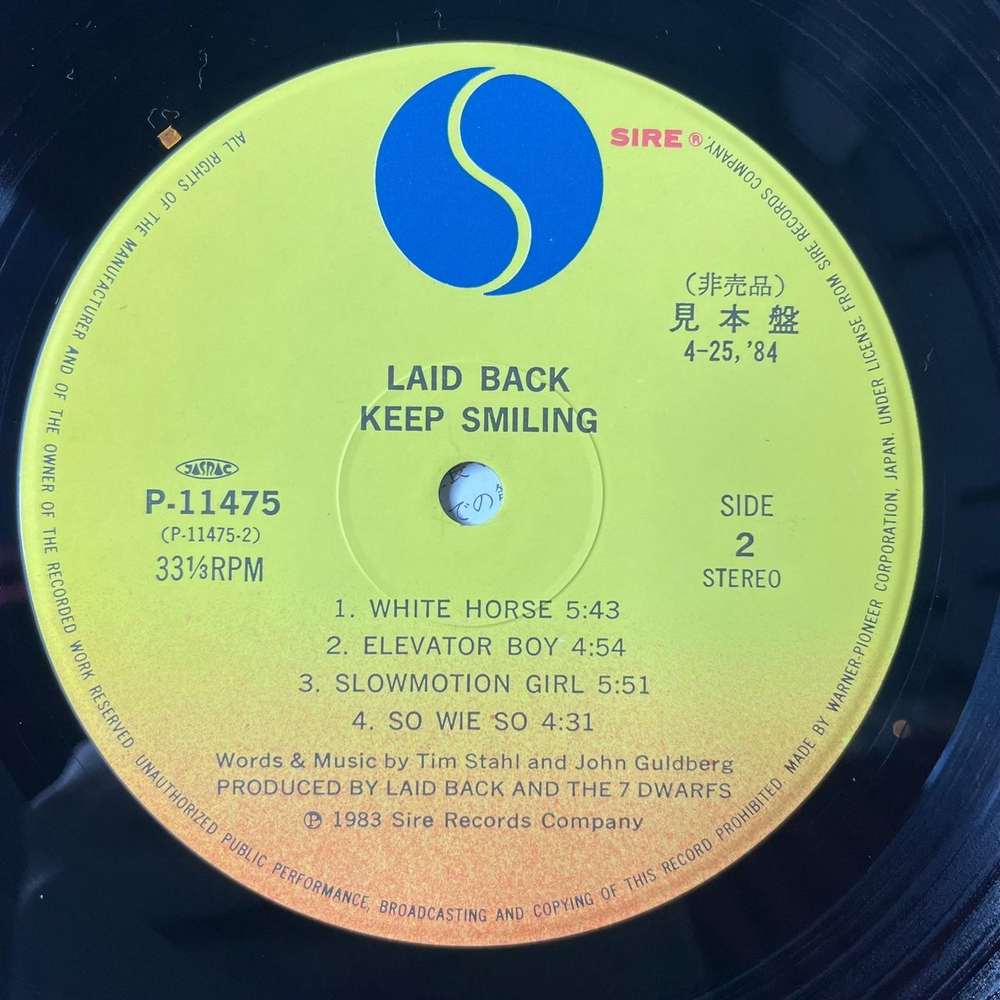 SIRE ®
(非売品)
見本盤
4-25,'84
LAID BACK
KEEP SMILING
JASRAC
P-11475
(P-11475-2)
33⅓RPM
SIDE
2
STEREO
1. WHITE HORSE 5:43
2. ELEVATOR BOY 4:54
3. SLOWMOTION GIRL 5:51
4. SO WIE SO 4:31
Words & Music by Tim Stahl and John Guldberg
PRODUCED BY LAID BACK AND THE 7 DWARFS
Ⓟ 1983 Sire Records Company
ALL RIGHTS OF THE MANUFACTURER AND OF THE OWNER OF THE RECORDED WORK RESERVED. UNAUTHORIZED PUBLIC PERFORMANCE, BROADCASTING AND COPYING OF THIS RECORD PROHIBITED. MADE BY WARNER-PIONEER CORPORATION, JAPAN. UNDER LICENSE FROM SIRE RECORDS COMPANY.
での